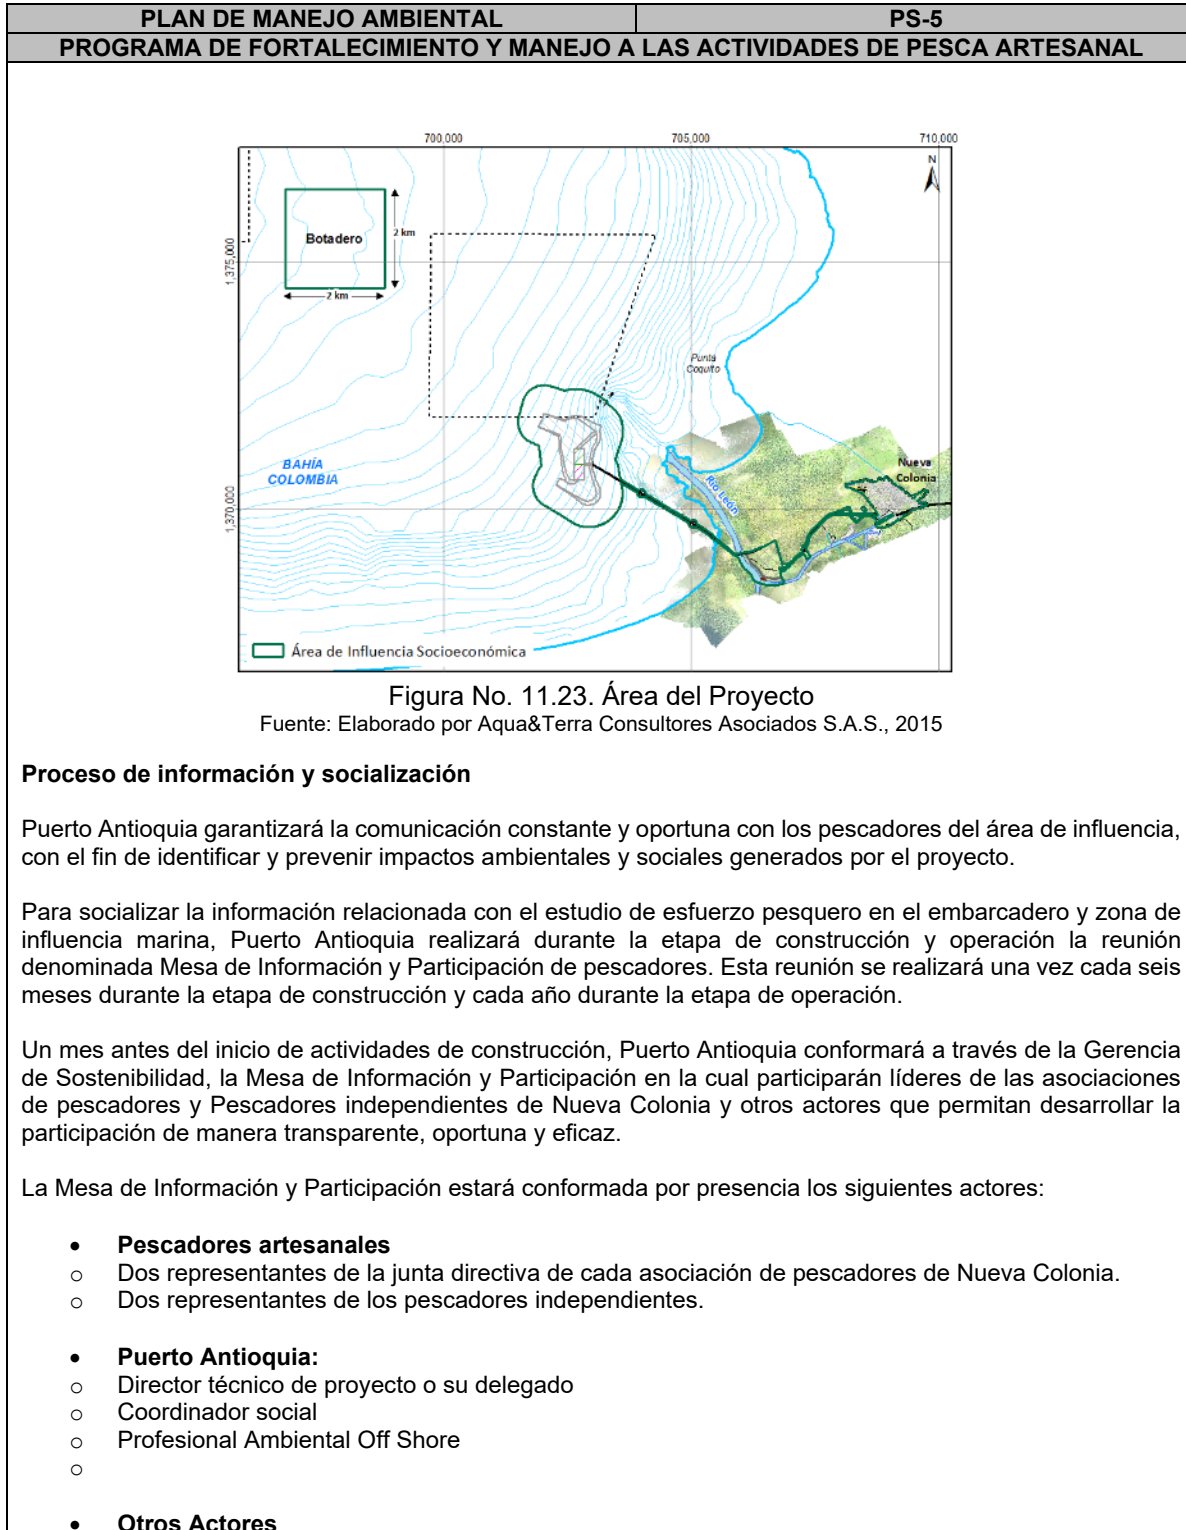 PLAN DE MANEJO AMBIENTAL PS-5
PROGRAMA DE FORTALECIMIENTO Y MANEJO A LAS ACTIVIDADES DE PESCA ARTESANAL
700,000 705,000 710,000
N
1,375,000
Botadero
2 km
2 km
Punta
Coquito
BAHÍA
COLOMBIA
Río León
Nueva
Colonia
1,370,000
Área de Influencia Socioeconómica
Figura No. 11.23. Área del Proyecto
Fuente: Elaborado por Aqua&Terra Consultores Asociados S.A.S., 2015
Proceso de información y socialización
Puerto Antioquia garantizará la comunicación constante y oportuna con los pescadores del área de influencia,
con el fin de identificar y prevenir impactos ambientales y sociales generados por el proyecto.
Para socializar la información relacionada con el estudio de esfuerzo pesquero en el embarcadero y zona de
influencia marina, Puerto Antioquia realizará durante la etapa de construcción y operación la reunión
denominada Mesa de Información y Participación de pescadores. Esta reunión se realizará una vez cada seis
meses durante la etapa de construcción y cada año durante la etapa de operación.
Un mes antes del inicio de actividades de construcción, Puerto Antioquia conformará a través de la Gerencia
de Sostenibilidad, la Mesa de Información y Participación en la cual participarán líderes de las asociaciones
de pescadores y Pescadores independientes de Nueva Colonia y otros actores que permitan desarrollar la
participación de manera transparente, oportuna y eficaz.
La Mesa de Información y Participación estará conformada por presencia los siguientes actores:
• Pescadores artesanales
o Dos representantes de la junta directiva de cada asociación de pescadores de Nueva Colonia.
o Dos representantes de los pescadores independientes.
• Puerto Antioquia:
o Director técnico de proyecto o su delegado
o Coordinador social
o Profesional Ambiental Off Shore
o
• Otros Actores